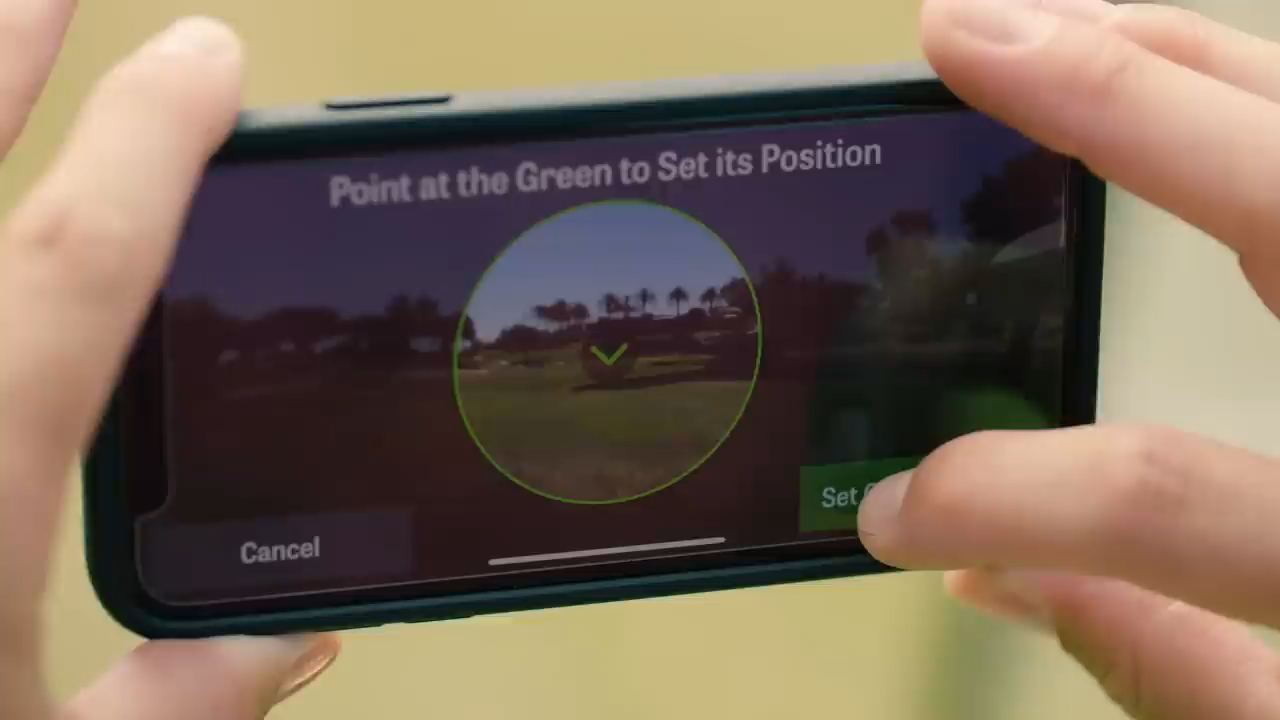 Point at the Green to Set its Position
Set
Cancel